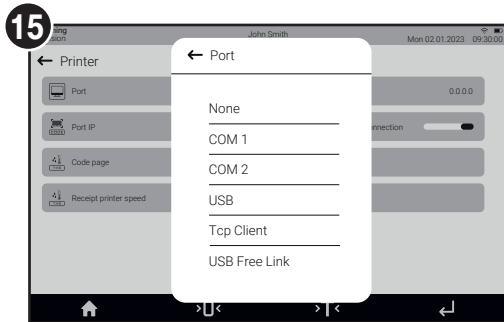 15
John Smith
Mon 02.01.2023 09:30:00
Printer
Port
Port
0.0.0.0
Port IP
Code page
Receipt printer speed
None
COM 1
COM 2
USB
Tcp Client
USB Free Link
>0<
>T<